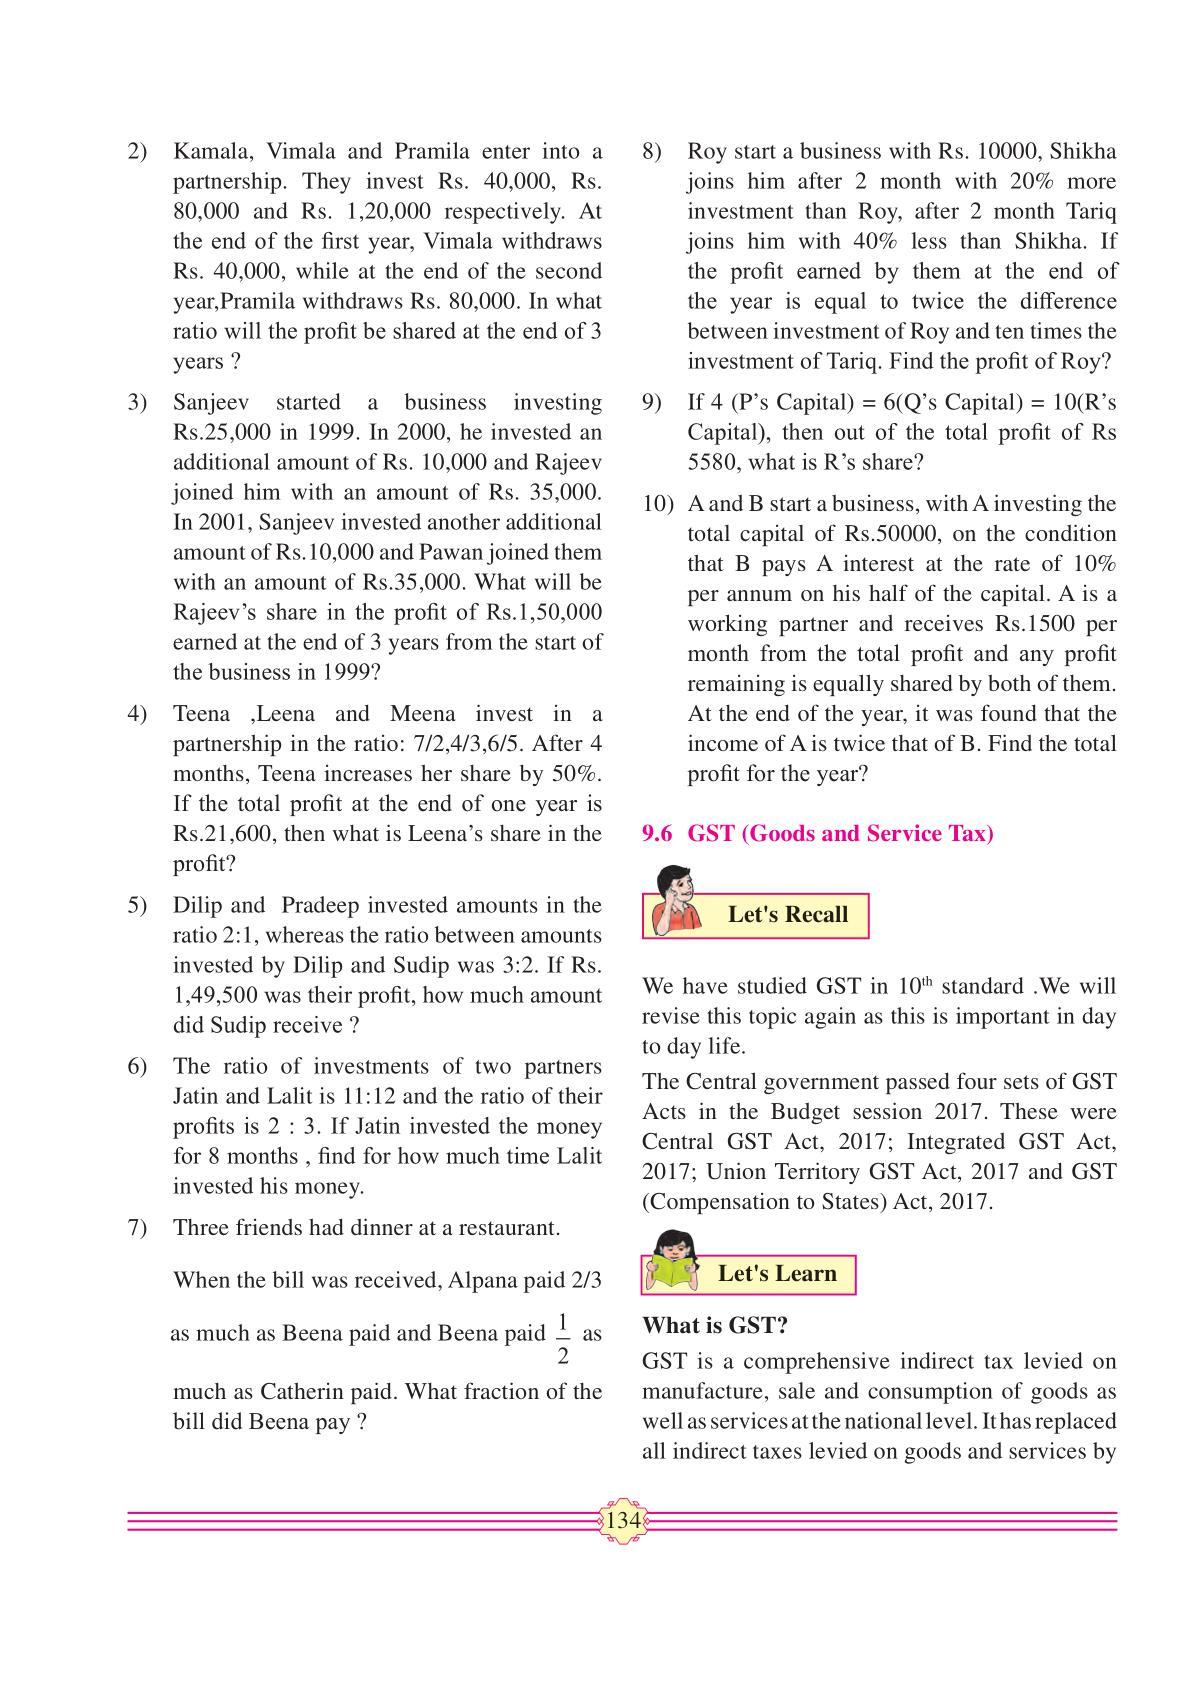 2) Kamala, Vimala and Pramila enter into a
partnership. They invest Rs. 40,000, Rs.
80,000 and Rs. 1,20,000 respectively. At
the end of the first year, Vimala withdraws
Rs. 40,000, while at the end of the second
year,Pramila withdraws Rs. 80,000. In what
ratio will the profit be shared at the end of 3
years ?
3) Sanjeev started a business investing
Rs.25,000 in 1999. In 2000, he invested an
additional amount of Rs. 10,000 and Rajeev
joined him with an amount of Rs. 35,000.
In 2001, Sanjeev invested another additional
amount of Rs.10,000 and Pawan joined them
with an amount of Rs.35,000. What will be
Rajeev’s share in the profit of Rs.1,50,000
earned at the end of 3 years from the start of
the business in 1999?
4) Teena ,Leena and Meena invest in a
partnership in the ratio: 7/2,4/3,6/5. After 4
months, Teena increases her share by 50%.
If the total profit at the end of one year is
Rs.21,600, then what is Leena’s share in the
profit?
5) Dilip and Pradeep invested amounts in the
ratio 2:1, whereas the ratio between amounts
invested by Dilip and Sudip was 3:2. If Rs.
1,49,500 was their profit, how much amount
did Sudip receive ?
6) The ratio of investments of two partners
Jatin and Lalit is 11:12 and the ratio of their
profits is 2 : 3. If Jatin invested the money
for 8 months , find for how much time Lalit
invested his money.
7) Three friends had dinner at a restaurant.
When the bill was received, Alpana paid 2/3
as much as Beena paid and Beena paid 1/2 as
much as Catherin paid. What fraction of the
bill did Beena pay ?
8) Roy start a business with Rs. 10000, Shikha
joins him after 2 month with 20% more
investment than Roy, after 2 month Tariq
joins him with 40% less than Shikha. If
the profit earned by them at the end of
the year is equal to twice the difference
between investment of Roy and ten times the
investment of Tariq. Find the profit of Roy?
9) If 4 (P’s Capital) = 6(Q’s Capital) = 10(R’s
Capital), then out of the total profit of Rs
5580, what is R’s share?
10) A and B start a business, with A investing the
total capital of Rs.50000, on the condition
that B pays A interest at the rate of 10%
per annum on his half of the capital. A is a
working partner and receives Rs.1500 per
month from the total profit and any profit
remaining is equally shared by both of them.
At the end of the year, it was found that the
income of A is twice that of B. Find the total
profit for the year?
9.6 GST (Goods and Service Tax)
Let's Recall
We have studied GST in 10th standard .We will
revise this topic again as this is important in day
to day life.
The Central government passed four sets of GST
Acts in the Budget session 2017. These were
Central GST Act, 2017; Integrated GST Act,
2017; Union Territory GST Act, 2017 and GST
(Compensation to States) Act, 2017.
Let's Learn
What is GST?
GST is a comprehensive indirect tax levied on
manufacture, sale and consumption of goods as
well as services at the national level. It has replaced
all indirect taxes levied on goods and services by
134